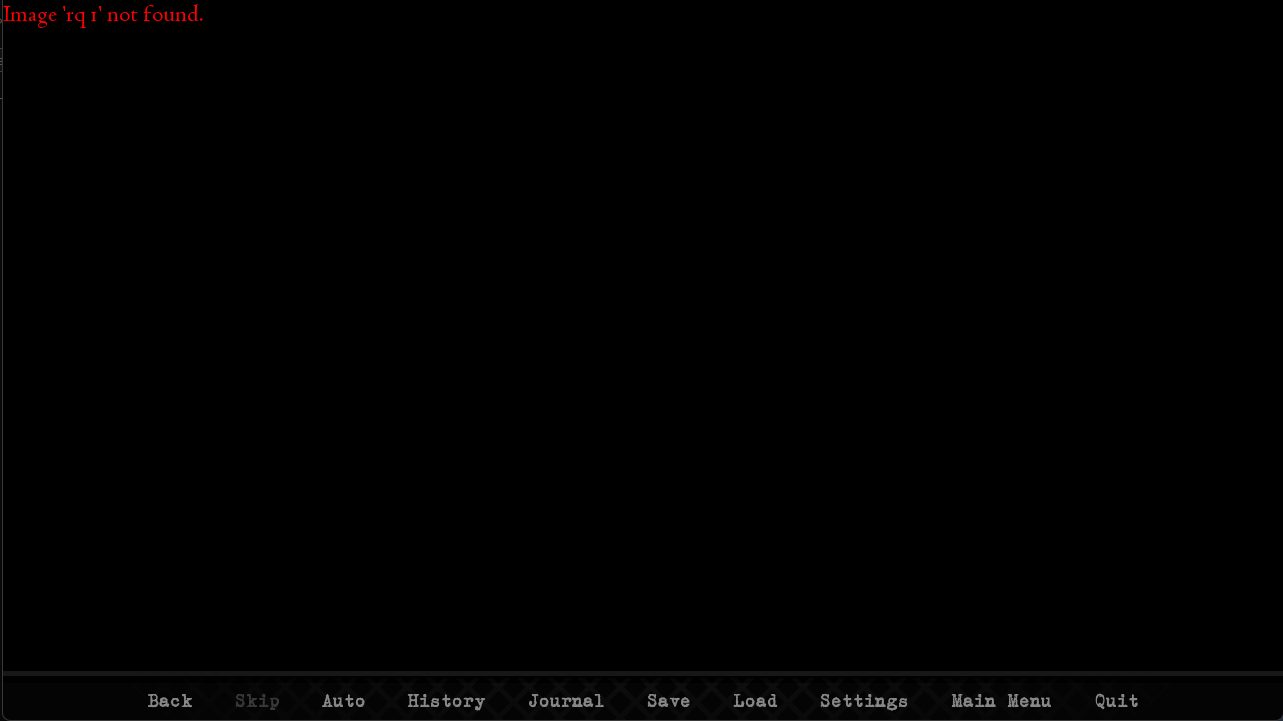 Image 'rq 1' not found.
Back Skip Auto History Journal Save Load Settings Main Menu Quit